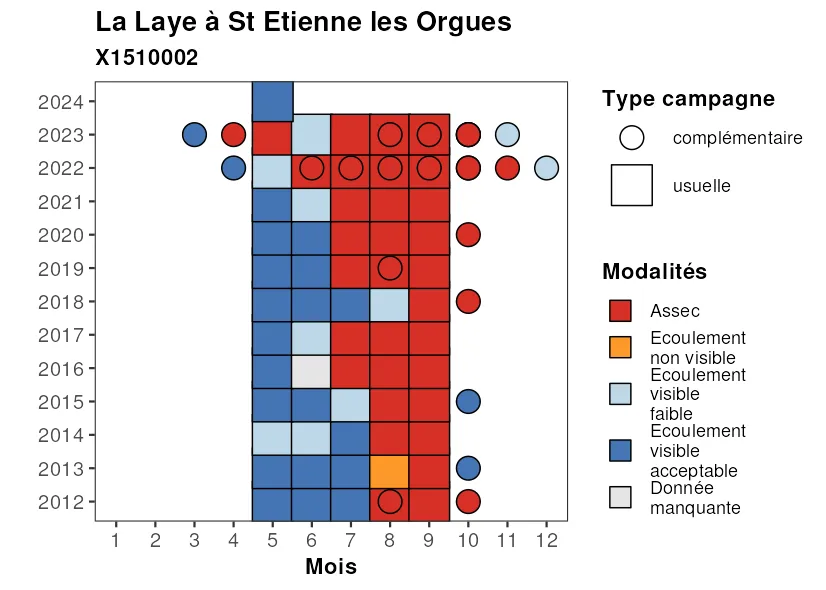 La Laye à St Etienne les Orgues
X1510002
2024
2023
2022
2021
2020
2019
2018
2017
2016
2015
2014
2013
2012
1 2 3 4 5 6 7 8 9 10 11 12
Mois
Type campagne
complémentaire
usuelle
Modalités
Assec
Ecoulement
non visible
Ecoulement
visible
faible
Ecoulement
visible
acceptable
Donnée
manquante